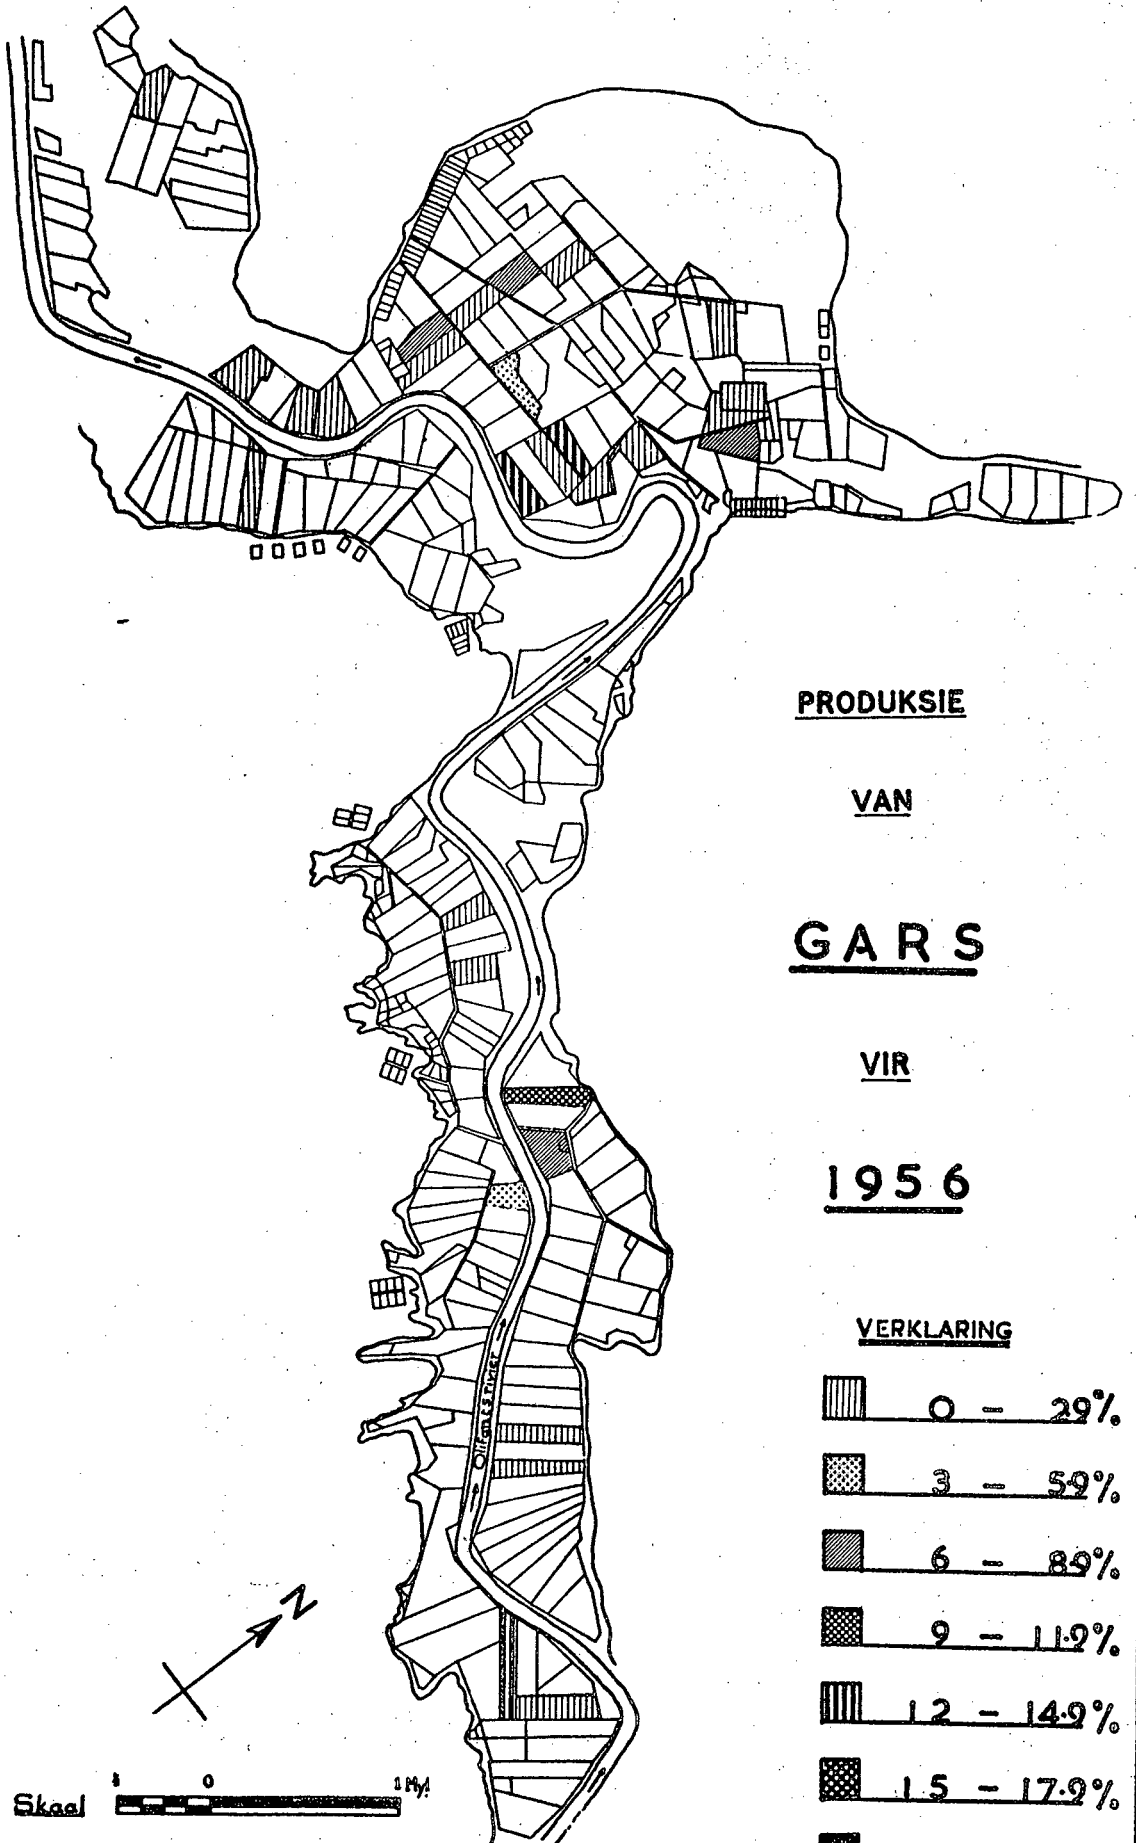 PRODUKSIE
VAN
GARS
VIR
1956
VERKLARING
0 - 2.9%
3 - 5.9%
6 - 8.9%
9 - 11.9%
12 - 14.9%
15 - 17.9%
Olifantsrivier
N
0 1 Myl
Skaal